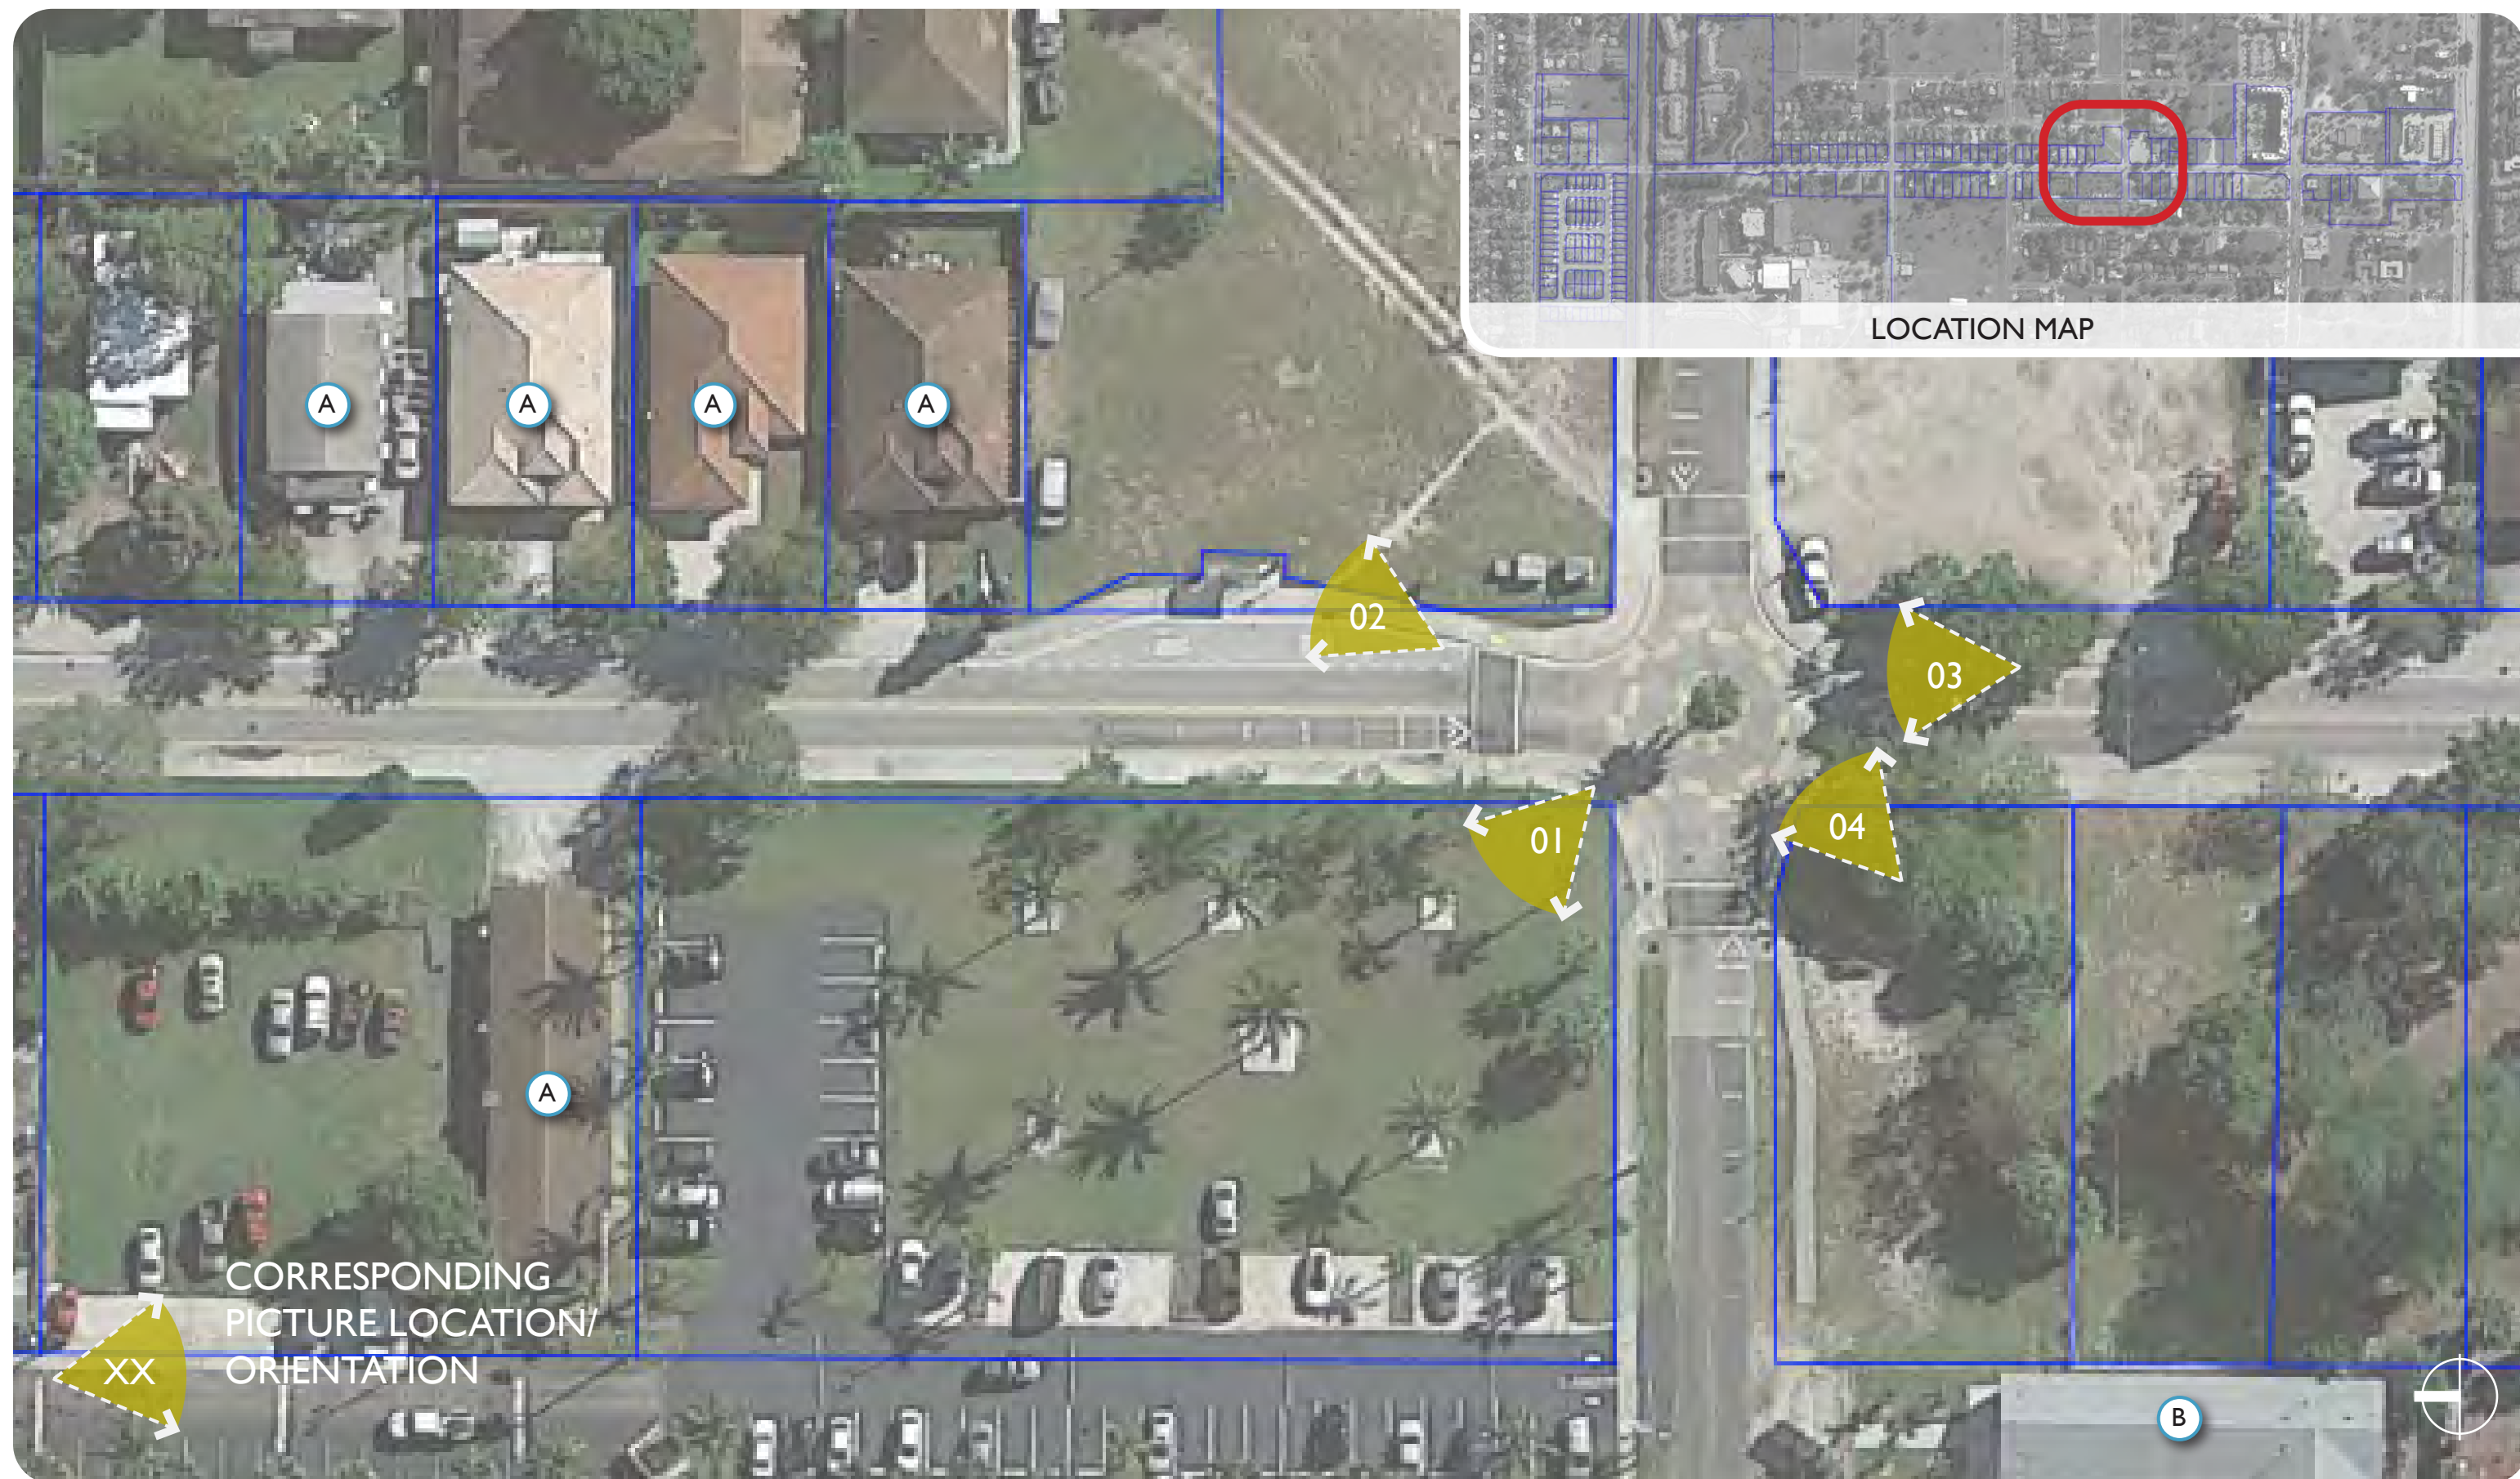 LOCATION MAP
A
A
A
A
02
03
01
04
A
CORRESPONDING
PICTURE LOCATION/
ORIENTATION
XX
B